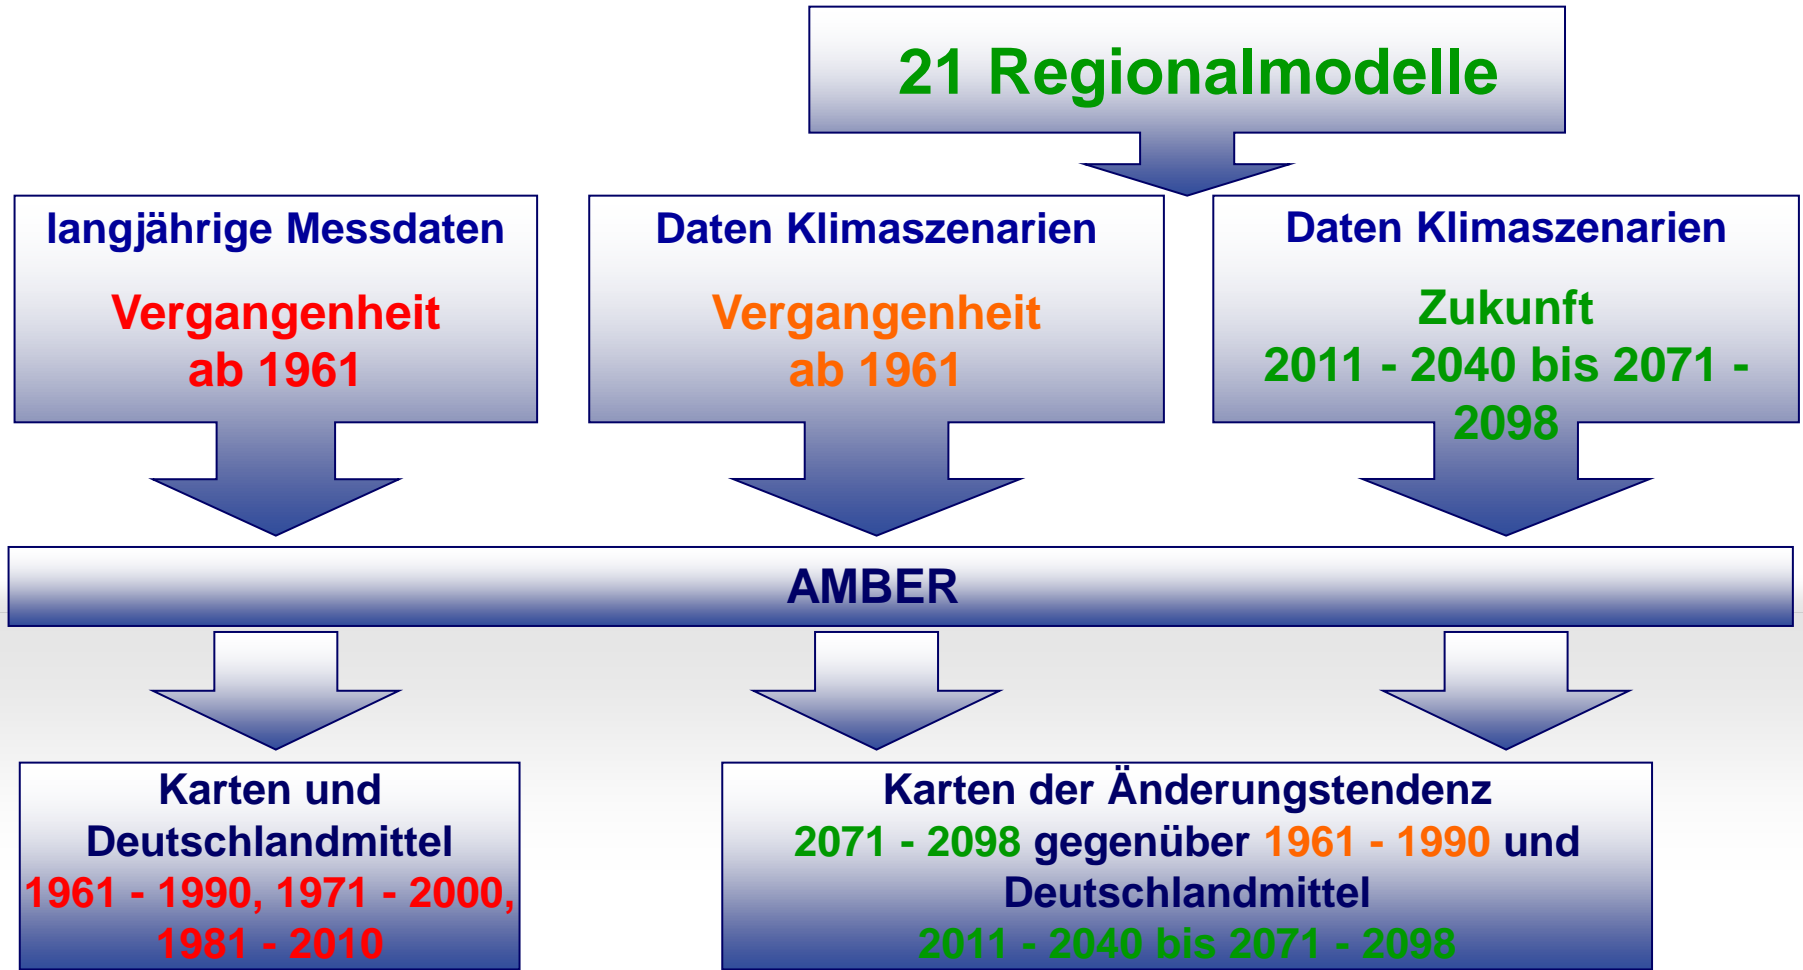 21 Regionalmodelle
langjährige Messdaten
Vergangenheit
ab 1961
Daten Klimaszenarien
Vergangenheit
ab 1961
Daten Klimaszenarien
Zukunft
2011 - 2040 bis 2071 -
2098
AMBER
Karten und
Deutschlandmittel
1961 - 1990, 1971 - 2000,
1981 - 2010
Karten der Änderungstendenz
2071 - 2098 gegenüber 1961 - 1990 und
Deutschlandmittel
2011 - 2040 bis 2071 - 2098